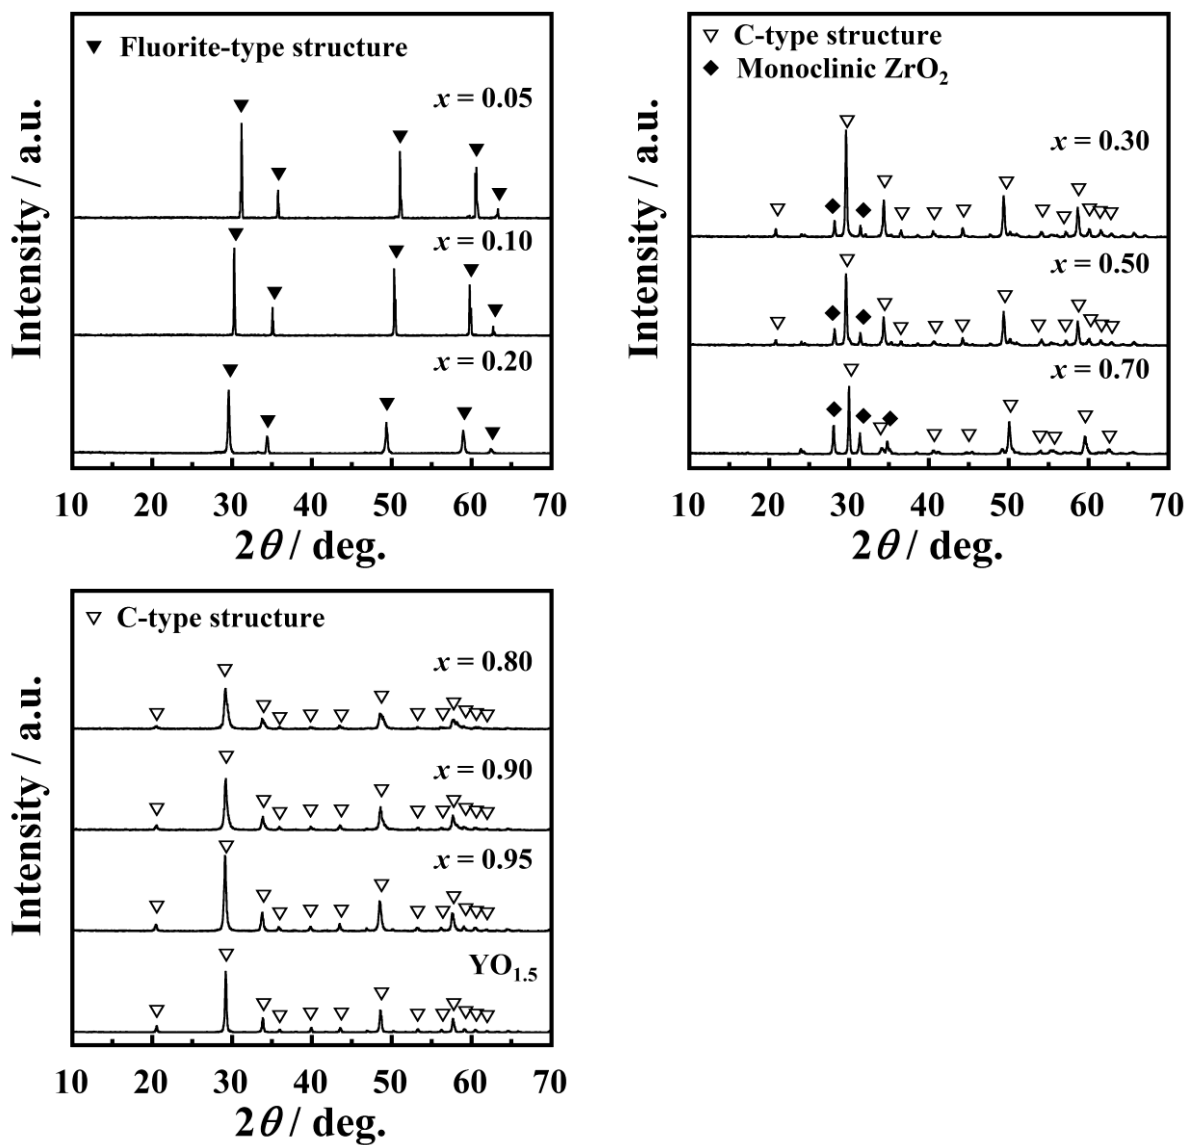 ▼ Fluorite-type structure
x = 0.05
x = 0.10
x = 0.20
Intensity / a.u.
10 20 30 40 50 60 70
2θ / deg.
▽ C-type structure
◆ Monoclinic ZrO₂
x = 0.30
x = 0.50
x = 0.70
Intensity / a.u.
10 20 30 40 50 60 70
2θ / deg.
▽ C-type structure
x = 0.80
x = 0.90
x = 0.95
YO₁.₅
Intensity / a.u.
10 20 30 40 50 60 70
2θ / deg.